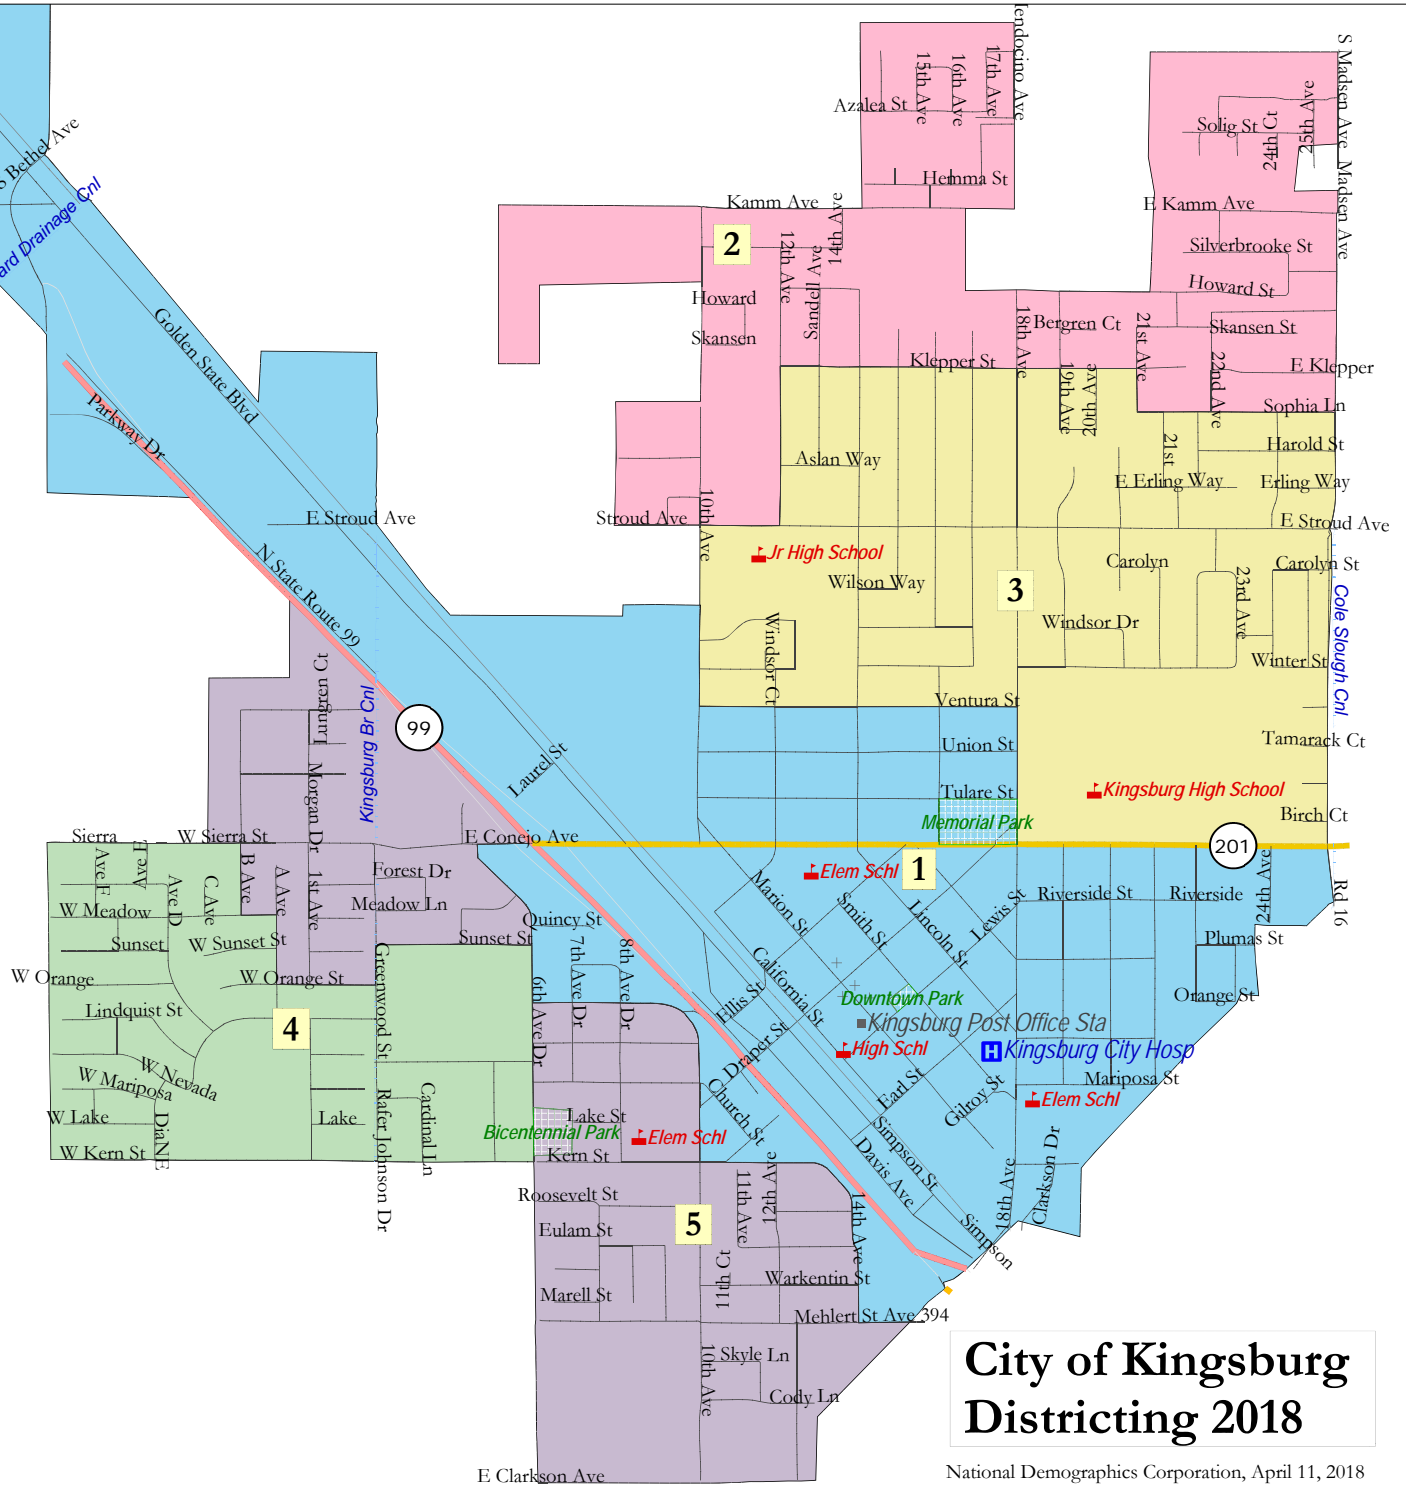 Mendocino Ave
15th Ave
16th Ave
17th Ave
Azalea St
Hemma St
S Madsen Ave
Madsen Ave
Solig St
24th Ct
25th Ave
S Bethel Ave
ard Drainage Cnl
Kamm Ave
14th Ave
E Kamm Ave
2
12th Ave
Sandell Ave
Silverbrooke St
Howard
Howard St
Skansen
Golden State Blvd
18th Ave
Bergren Ct
21st Ave
Skansen St
Klepper St
19th Ave
20th Ave
22nd Ave
E Klepper
Sophia Ln
Parkway Dr
21st
Harold St
Aslan Way
E Erling Way
Erling Way
E Stroud Ave
Stroud Ave
10th Ave
E Stroud Ave
N State Route 99
Jr High School
Carolyn
Carolyn St
Wilson Way
3
23rd Ave
Cole Slough Cnl
Windsor Ct
Windsor Dr
Lungren Ct
Winter St
Kingsburg Br Cnl
99
Ventura St
Union St
Tamarack Ct
Laurel St
Morgan Dr
Tulare St
Kingsburg High School
Memorial Park
Birch Ct
Sierra
W Sierra St
E Conejo Ave
201
Ave F
E Ave
Ave D
C Ave
B Ave
A Ave
1st Ave
Forest Dr
Elem Schl
1
Marion St
Smith St
Lincoln St
Lewis St
Riverside St
Riverside
24th Ave
Rd 16
W Meadow
Meadow Ln
Quincy St
Sunset
W Sunset St
Sunset St
Plumas St
W Orange
W Orange St
Greenwood St
6th Ave Dr
7th Ave Dr
8th Ave Dr
Ellis St
California St
Orange St
Lindquist St
4
Downtown Park
Kingsburg Post Office Sta
High Schl
H Kingsburg City Hosp
Draper St
W Nevada
W Mariposa
Mariposa St
Church St
Earl St
Gilroy St
Elem Schl
W Lake
DiaNE
Lake
Rafer Johnson Dr
Cardinal Ln
Lake St
Bicentennial Park
Elem Schl
W Kern St
Kern St
Simpson St
Davis Ave
18th Ave
Clarkson Dr
Roosevelt St
11th Ave
12th Ave
14th Ave
5
Eulam St
Simpson
11th Ct
Warkentin St
Marell St
Mehlert St Ave 394
10th Ave
Skyle Ln
Cody Ln
E Clarkson Ave
City of Kingsburg
Districting 2018
National Demographics Corporation, April 11, 2018